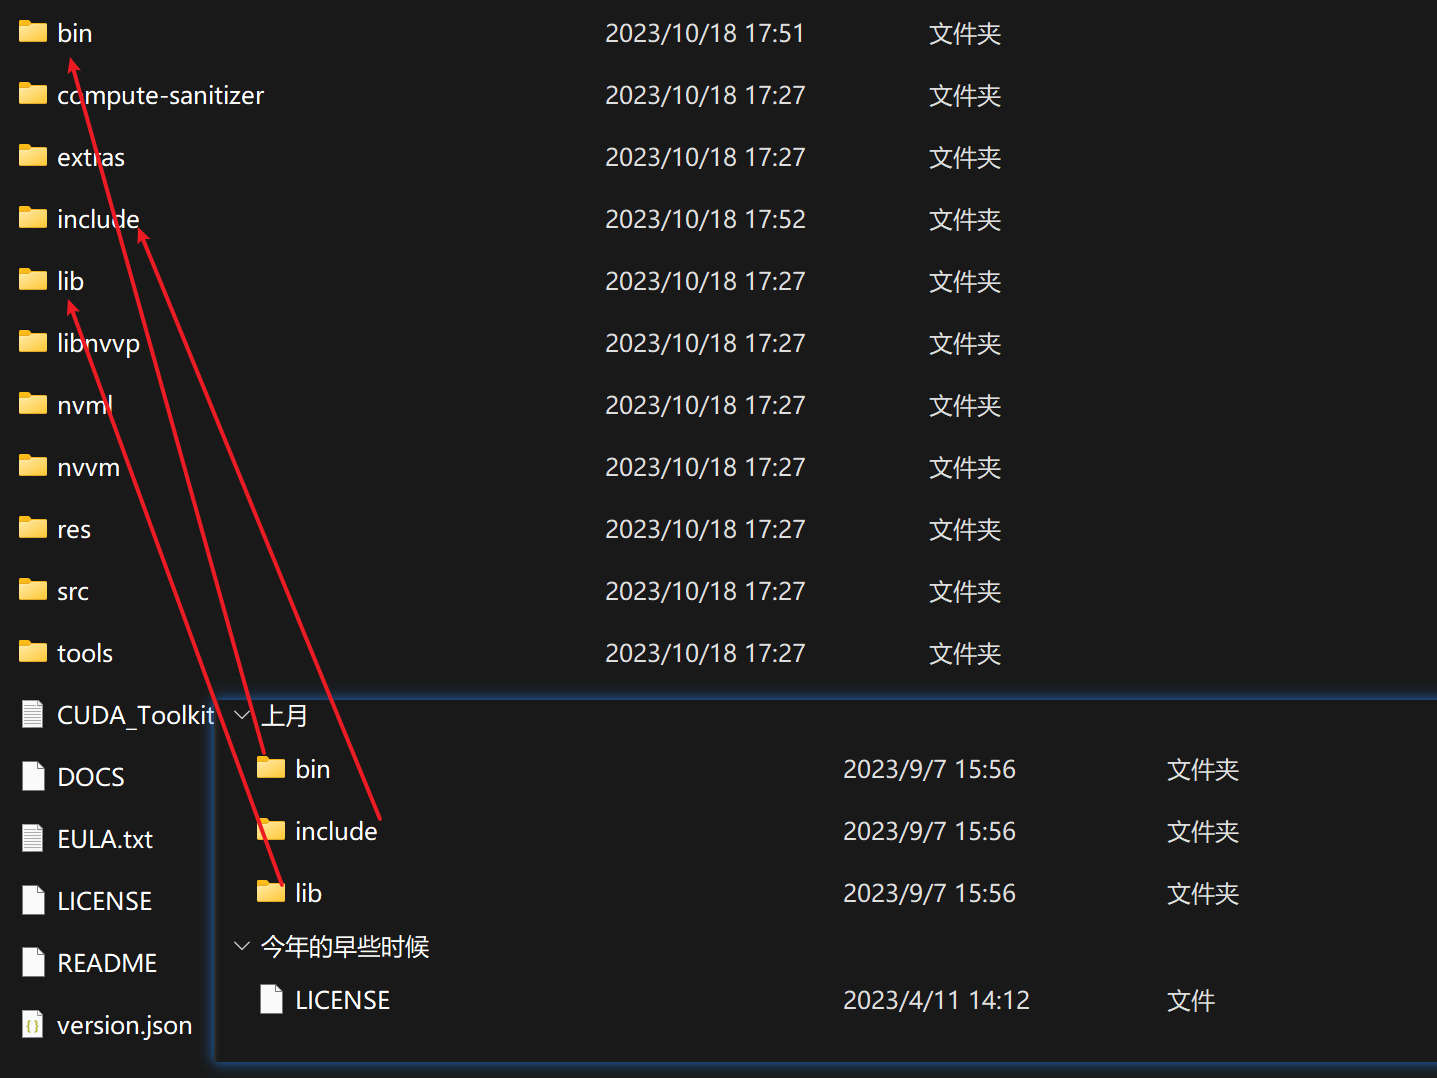 bin 2023/10/18 17:51 文件夹
compute-sanitizer 2023/10/18 17:27 文件夹
extras 2023/10/18 17:27 文件夹
include 2023/10/18 17:52 文件夹
lib 2023/10/18 17:27 文件夹
libnvvp 2023/10/18 17:27 文件夹
nvml 2023/10/18 17:27 文件夹
nvvm 2023/10/18 17:27 文件夹
res 2023/10/18 17:27 文件夹
src 2023/10/18 17:27 文件夹
tools 2023/10/18 17:27 文件夹
CUDA_Toolkit
DOCS
EULA.txt
LICENSE
README
version.json
上月
bin 2023/9/7 15:56 文件夹
include 2023/9/7 15:56 文件夹
lib 2023/9/7 15:56 文件夹
今年的早些时候
LICENSE 2023/4/11 14:12 文件